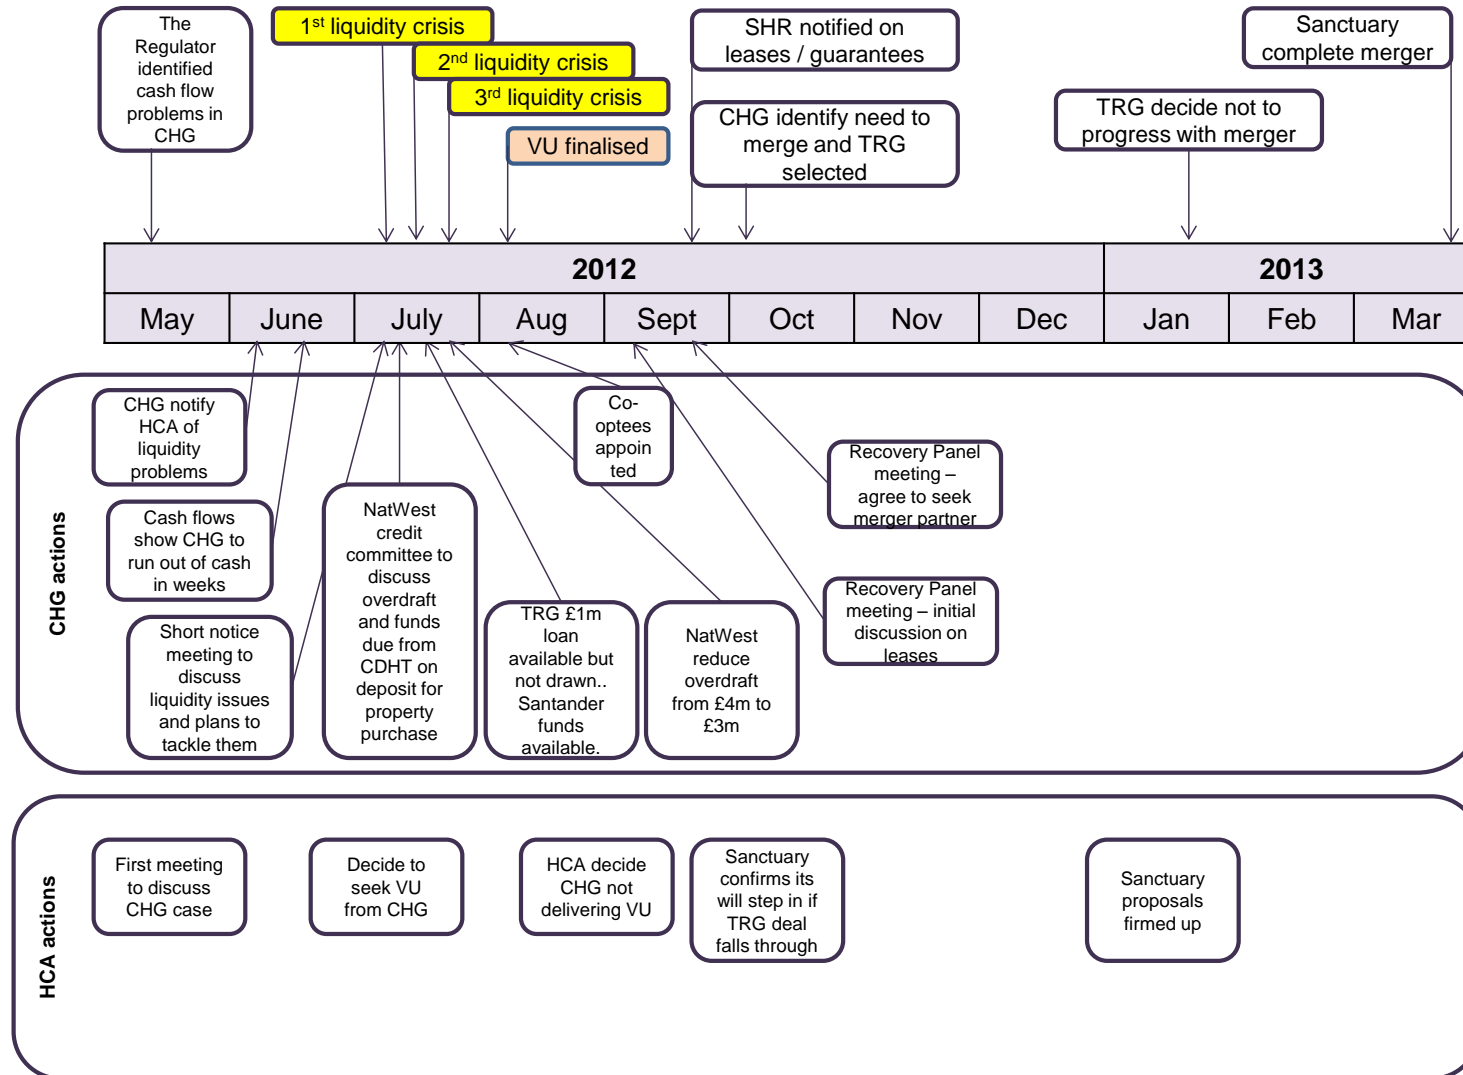 The
Regulator
identified
cash flow
problems in
CHG
1st liquidity crisis
2nd liquidity crisis
3rd liquidity crisis
VU finalised
SHR notified on
leases / guarantees
CHG identify need to
merge and TRG
selected
TRG decide not to
progress with merger
Sanctuary
complete merger
2012
2013
May
June
July
Aug
Sept
Oct
Nov
Dec
Jan
Feb
Mar
CHG actions
CHG notify
HCA of
liquidity
problems
Cash flows
show CHG to
run out of cash
in weeks
Short notice
meeting to
discuss
liquidity issues
and plans to
tackle them
NatWest
credit
committee to
discuss
overdraft
and funds
due from
CDHT on
deposit for
property
purchase
TRG £1m
loan
available but
not drawn..
Santander
funds
available.
Co-
optees
appoin
ted
NatWest
reduce
overdraft
from £4m to
£3m
Recovery Panel
meeting –
agree to seek
merger partner
Recovery Panel
meeting – initial
discussion on
leases
HCA actions
First meeting
to discuss
CHG case
Decide to
seek VU
from CHG
HCA decide
CHG not
delivering VU
Sanctuary
confirms its
will step in if
TRG deal
falls through
Sanctuary
proposals
firmed up